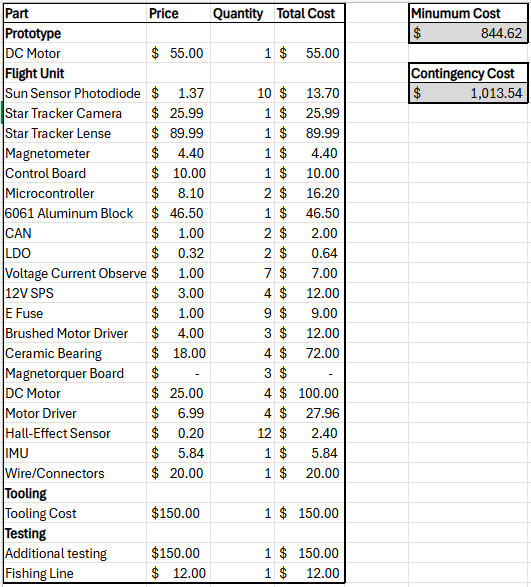 Part Price Quantity Total Cost Minumum Cost
Prototype $ 844.62
DC Motor $ 55.00 1 $ 55.00
Flight Unit Contingency Cost
Sun Sensor Photodiode $ 1.37 10 $ 13.70 $ 1,013.54
Star Tracker Camera $ 25.99 1 $ 25.99
Star Tracker Lense $ 89.99 1 $ 89.99
Magnetometer $ 4.40 1 $ 4.40
Control Board $ 10.00 1 $ 10.00
Microcontroller $ 8.10 2 $ 16.20
6061 Aluminum Block $ 46.50 1 $ 46.50
CAN $ 1.00 2 $ 2.00
LDO $ 0.32 2 $ 0.64
Voltage Current Observe $ 1.00 7 $ 7.00
12V SPS $ 3.00 4 $ 12.00
E Fuse $ 1.00 9 $ 9.00
Brushed Motor Driver $ 4.00 3 $ 12.00
Ceramic Bearing $ 18.00 4 $ 72.00
Magnetorquer Board $ - 3 $ -
DC Motor $ 25.00 4 $ 100.00
Motor Driver $ 6.99 4 $ 27.96
Hall-Effect Sensor $ 0.20 12 $ 2.40
IMU $ 5.84 1 $ 5.84
Wire/Connectors $ 20.00 1 $ 20.00
Tooling
Tooling Cost $150.00 1 $ 150.00
Testing
Additional testing $150.00 1 $ 150.00
Fishing Line $ 12.00 1 $ 12.00